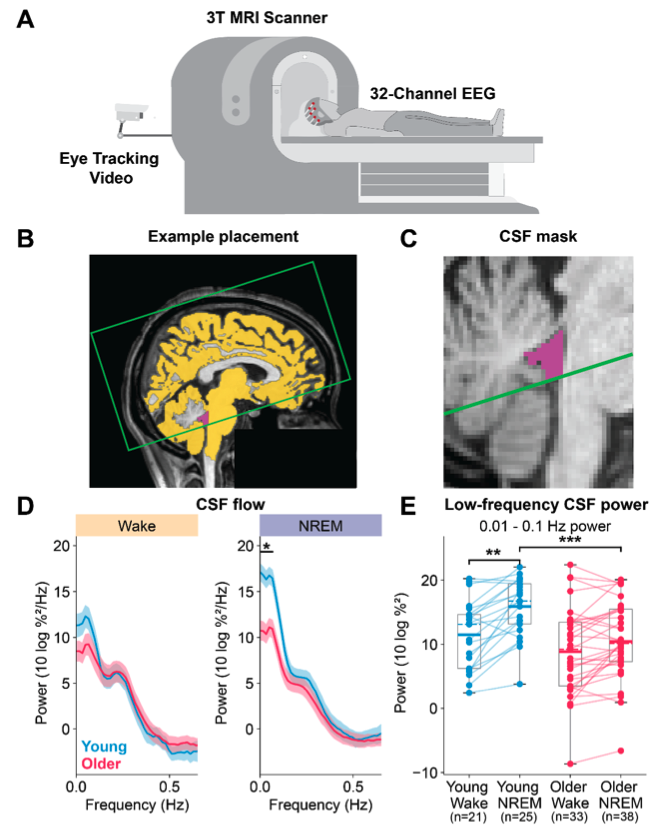 A
3T MRI Scanner
32-Channel EEG
Eye Tracking
Video
B
Example placement
C
CSF mask
D
CSF flow
Wake
NREM
*
20
15
10
5
0
Power (10 log %²/Hz)
Young
Older
0.0
0.5
Frequency (Hz)
20
15
10
5
0
Power (10 log %²/Hz)
0.0
0.5
Frequency (Hz)
E
Low-frequency CSF power
0.01 - 0.1 Hz power
**
***
20
10
0
−10
Power (10 log %²)
Young
Wake
(n=21)
Young
NREM
(n=25)
Older
Wake
(n=33)
Older
NREM
(n=38)